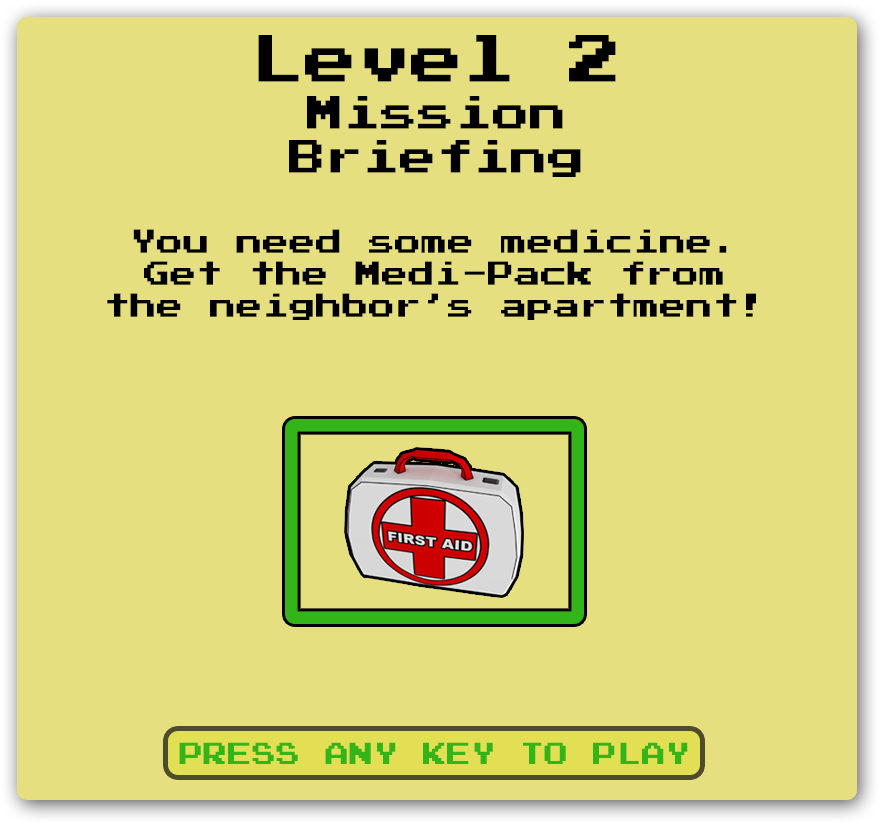 Level 2
Mission
Briefing
You need some medicine.
Get the Medi-Pack from
the neighbor's apartment!
FIRST AID
PRESS ANY KEY TO PLAY